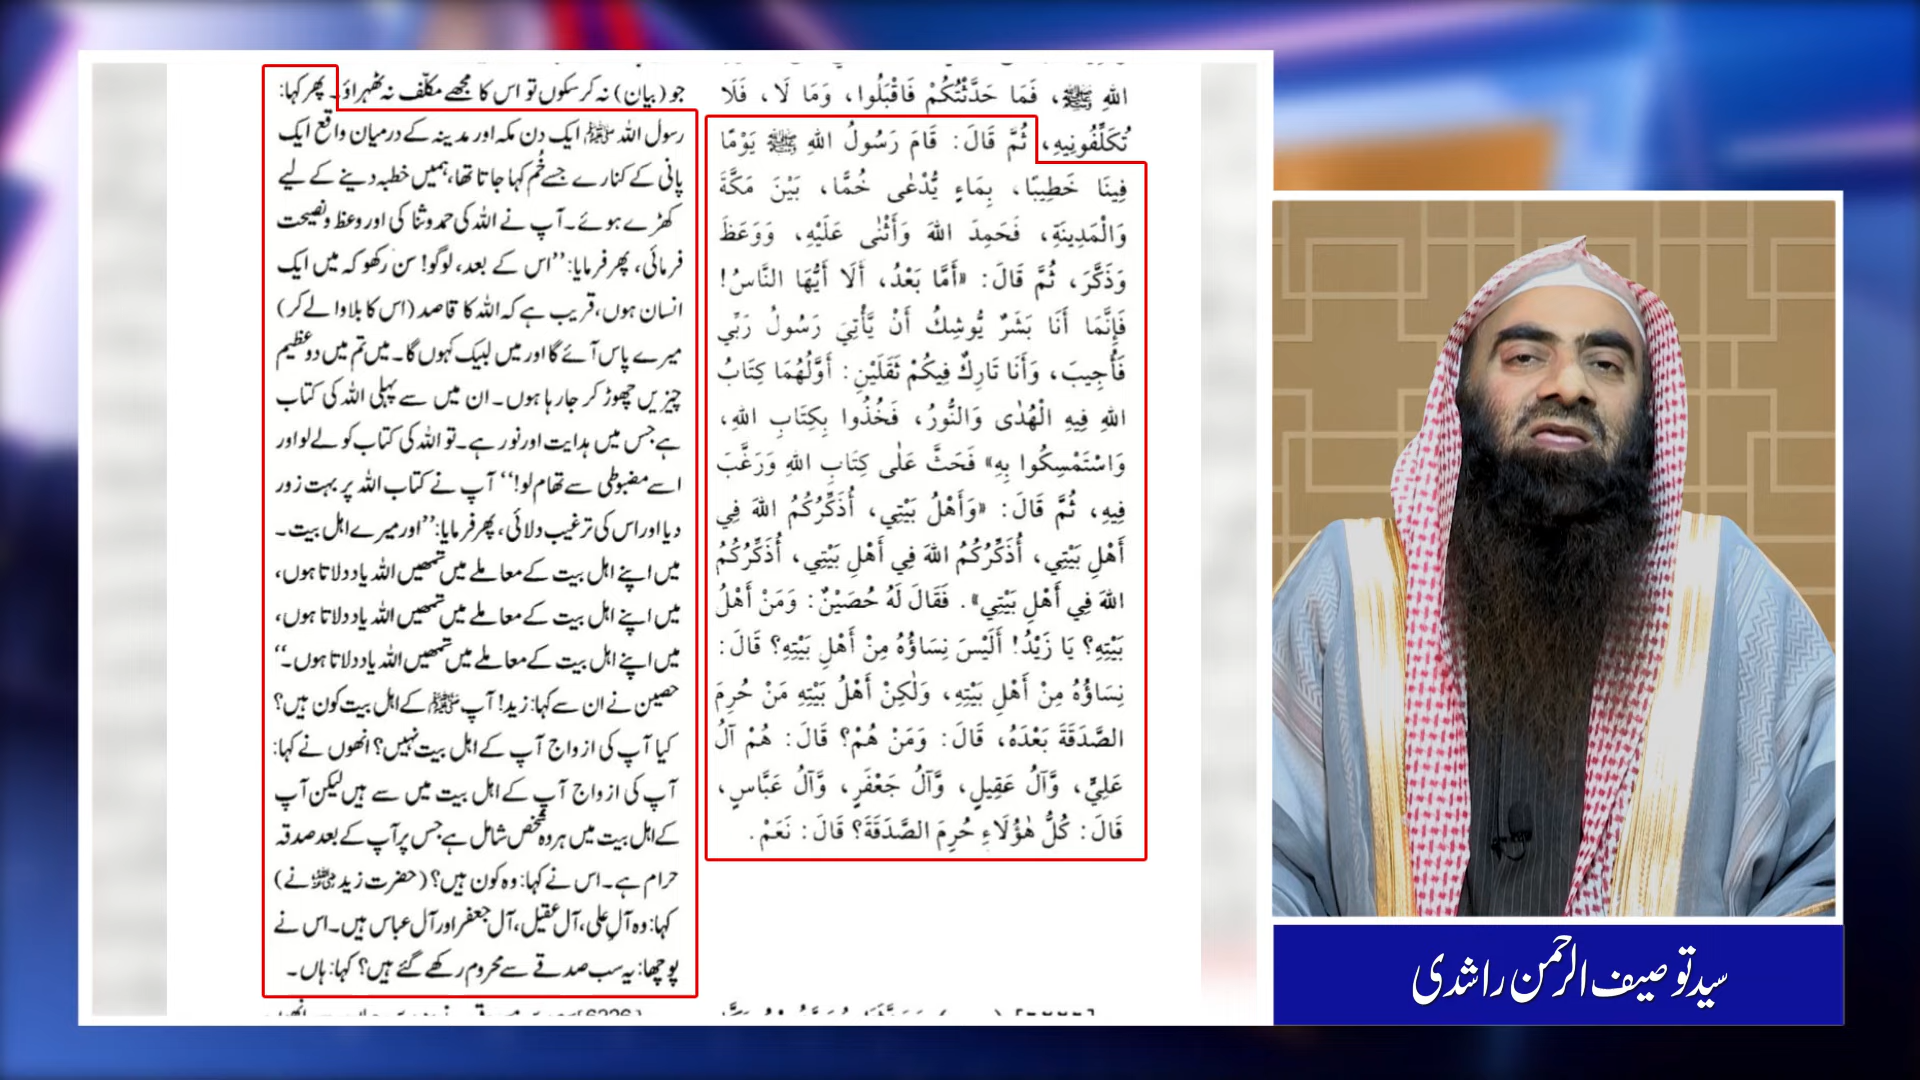 اللهِ ﷺ، فَمَا حَدَّثْتُكُمْ فَاقْبَلُوا، وَمَا لَا، فَلَا
تُكَلِّفُونِيهِ، ثُمَّ قَالَ: قَامَ رَسُولُ اللهِ ﷺ يَوْمًا
فِينَا خَطِيبًا، بِمَاءٍ يُّدْعٰى خُمًّا، بَيْنَ مَكَّةَ
وَالْمَدِينَةِ، فَحَمِدَ اللهَ وَأَثْنٰى عَلَيْهِ، وَوَعَظَ
وَذَكَّرَ، ثُمَّ قَالَ: «أَمَّا بَعْدُ، أَلَا أَيُّهَا النَّاسُ!
فَإِنَّمَا أَنَا بَشَرٌ يُّوشِكُ أَنْ يَّأْتِيَ رَسُولُ رَبِّي
فَأُجِيبَ، وَأَنَا تَارِكٌ فِيكُمْ ثَقَلَيْنِ: أَوَّلُهُمَا كِتَابُ
اللهِ فِيهِ الْهُدٰى وَالنُّورُ، فَخُذُوا بِكِتَابِ اللهِ،
وَاسْتَمْسِكُوا بِهِ» فَحَثَّ عَلٰى كِتَابِ اللهِ وَرَغَّبَ
فِيهِ، ثُمَّ قَالَ: «وَأَهْلُ بَيْتِي، أُذَكِّرُكُمُ اللهَ فِي
أَهْلِ بَيْتِي، أُذَكِّرُكُمُ اللهَ فِي أَهْلِ بَيْتِي، أُذَكِّرُكُمُ
اللهَ فِي أَهْلِ بَيْتِي». فَقَالَ لَهُ حُصَيْنٌ: وَمَنْ أَهْلُ
بَيْتِهِ؟ يَا زَيْدُ! أَلَيْسَ نِسَاؤُهُ مِنْ أَهْلِ بَيْتِهِ؟ قَالَ:
نِسَاؤُهُ مِنْ أَهْلِ بَيْتِهِ، وَلٰكِنْ أَهْلُ بَيْتِهِ مَنْ حُرِمَ
الصَّدَقَةَ بَعْدَهُ، قَالَ: وَمَنْ هُمْ؟ قَالَ: هُمْ آلُ
عَلِيٍّ، وَّآلُ عَقِيلٍ، وَّآلُ جَعْفَرٍ، وَّآلُ عَبَّاسٍ،
قَالَ: كُلُّ هٰؤُلَاءِ حُرِمَ الصَّدَقَةَ؟ قَالَ: نَعَمْ.
جو (بیان) نہ کر سکوں تو اس کا مجھے مکلّف نہ ٹھہراؤ۔ پھر کہا:
رسول اللہ ﷺ ایک دن مکہ اور مدینہ کے درمیان واقع ایک
پانی کے کنارے جسے خُم کہا جاتا تھا، ہمیں خطبہ دینے کے لیے
کھڑے ہوئے۔ آپ نے اللہ کی حمد و ثنا کی اور وعظ و نصیحت
فرمائی، پھر فرمایا: ”اس کے بعد، لوگو! سن رکھو کہ میں ایک
انسان ہوں، قریب ہے کہ اللہ کا قاصد (اس کا بلاوا لے کر)
میرے پاس آئے گا اور میں لبیک کہوں گا۔ میں تم میں دو عظیم
چیزیں چھوڑ کر جا رہا ہوں۔ ان میں سے پہلی اللہ کی کتاب
ہے جس میں ہدایت اور نور ہے۔ تو اللہ کی کتاب کو لے لو اور
اسے مضبوطی سے تھام لو!“ آپ نے کتاب اللہ پر بہت زور
دیا اور اس کی ترغیب دلائی، پھر فرمایا: ”اور میرے اہل بیت۔
میں اپنے اہل بیت کے معاملے میں تمھیں اللہ یاد دلاتا ہوں،
میں اپنے اہل بیت کے معاملے میں تمھیں اللہ یاد دلاتا ہوں،
میں اپنے اہل بیت کے معاملے میں تمھیں اللہ یاد دلاتا ہوں۔“
حصین نے ان سے کہا: زید! آپ ﷺ کے اہل بیت کون ہیں؟
کیا آپ کی ازواج آپ کے اہل بیت نہیں؟ انھوں نے کہا:
آپ کی ازواج آپ کے اہل بیت میں سے ہیں لیکن آپ
کے اہل بیت میں ہر وہ شخص شامل ہے جس پر آپ کے بعد صدقہ
حرام ہے۔ اس نے کہا: وہ کون ہیں؟ (حضرت زید رضی اللہ عنہ نے)
کہا: وہ آلِ علی، آل عقیل، آل جعفر اور آل عباس ہیں۔ اس نے
پوچھا: یہ سب صدقے سے محروم رکھے گئے ہیں؟ کہا: ہاں۔
سید توصیف الرحمن راشدی